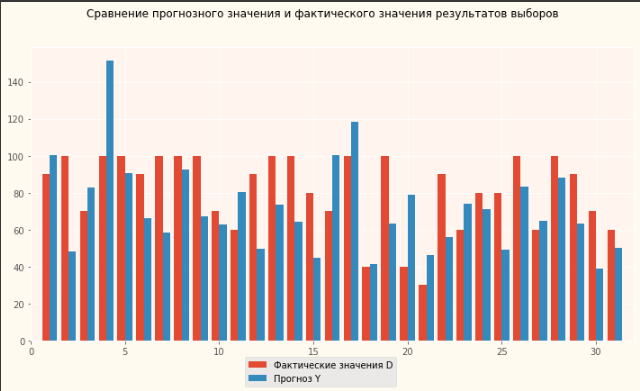 Сравнение прогнозного значения и фактического значения результатов выборов
140
120
100
80
60
40
20
0
0 5 10 15 20 25 30
Фактические значения D
Прогноз Y